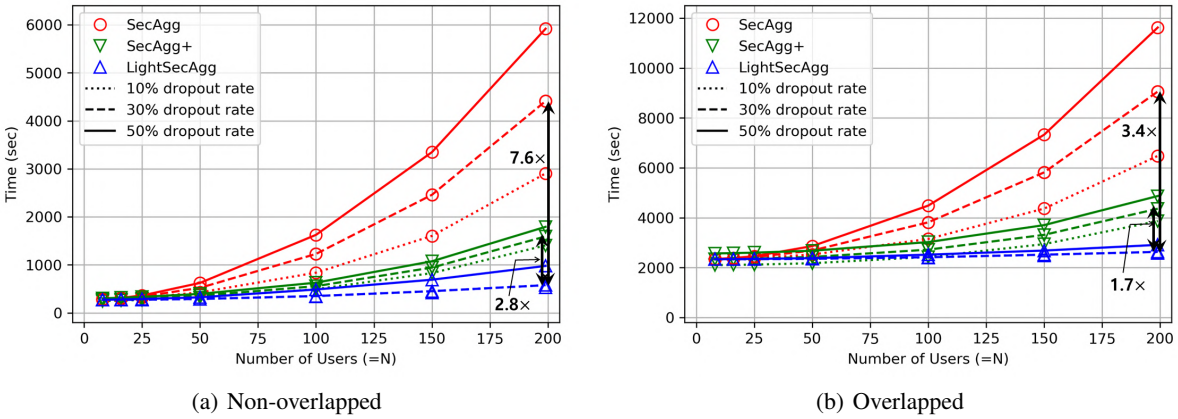 SecAgg
SecAgg+
LightSecAgg
10% dropout rate
30% dropout rate
50% dropout rate
7.6×
2.8×
6000
5000
4000
3000
2000
1000
0
Time (sec)
0 25 50 75 100 125 150 175 200
Number of Users (=N)
(a) Non-overlapped
SecAgg
SecAgg+
LightSecAgg
10% dropout rate
30% dropout rate
50% dropout rate
3.4×
1.7×
12000
10000
8000
6000
4000
2000
0
Time (sec)
0 25 50 75 100 125 150 175 200
Number of Users (=N)
(b) Overlapped